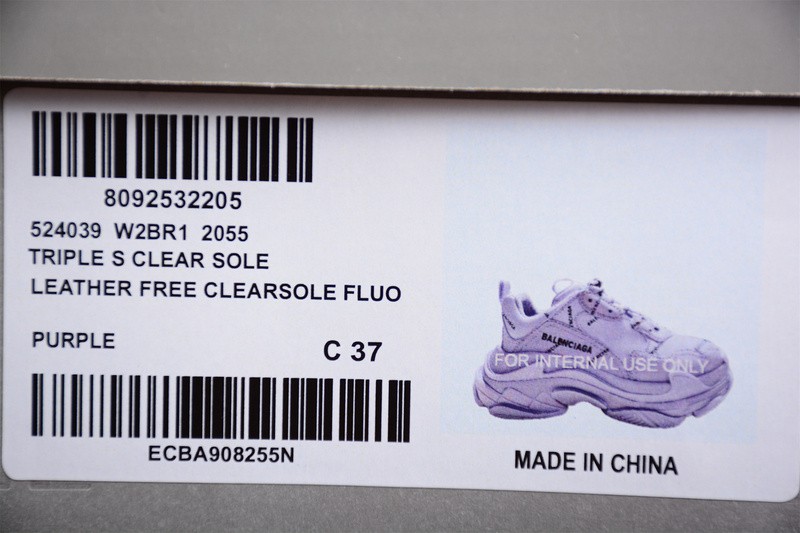 8092532205
524039 W2BR1 2055
TRIPLE S CLEAR SOLE
LEATHER FREE CLEARSOLE FLUO
PURPLE
C 37
ECBA908255N
BALENCIAGA
FOR INTERNAL USE ONLY
MADE IN CHINA